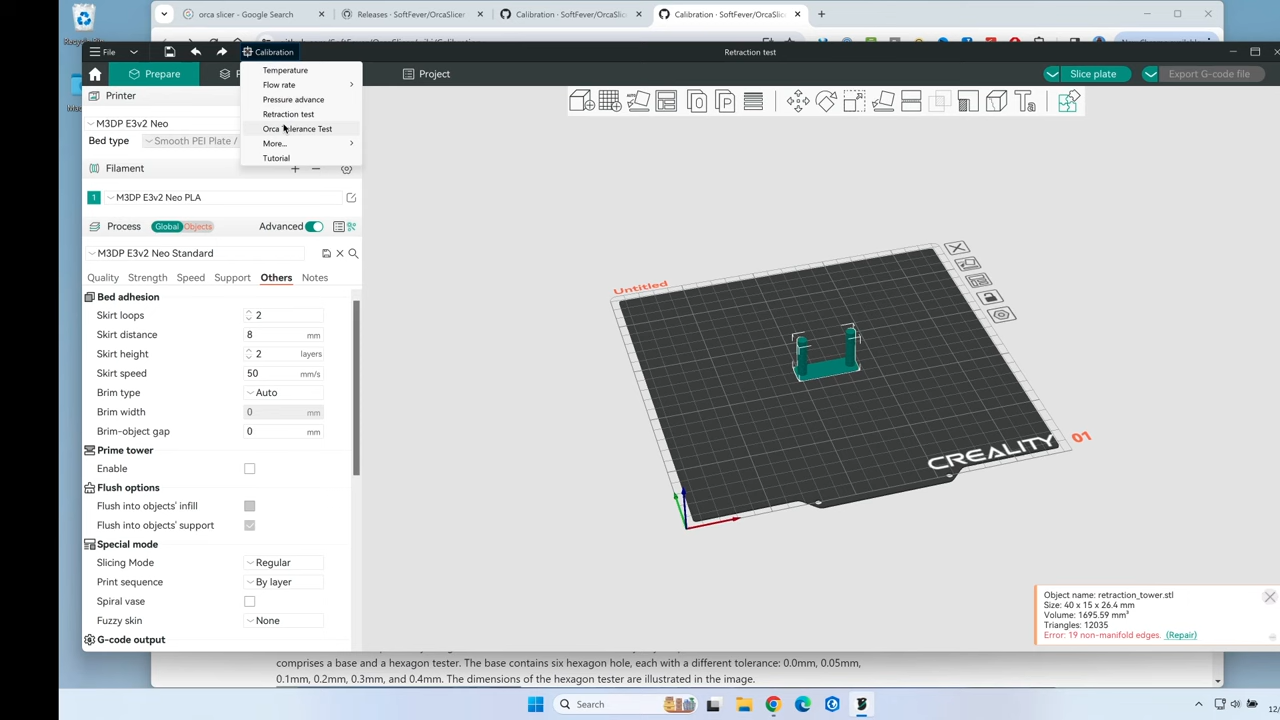 orca slicer - Google Search
Releases · SoftFever/OrcaSlic
Calibration · SoftFever/OrcaSlic
Calibration · SoftFever/OrcaSlic
File
Calibration
Retraction test
Prepare
Project
Slice plate
Export G-code file
Temperature
Flow rate
Pressure advance
Retraction test
Orca Tolerance Test
More...
Tutorial
Printer
M3DP E3v2 Neo
Bed type
Smooth PEI Plate /
Filament
1
M3DP E3v2 Neo PLA
Process
Global
Objects
Advanced
M3DP E3v2 Neo Standard
Quality
Strength
Speed
Support
Others
Notes
Bed adhesion
Skirt loops
2
Skirt distance
8
mm
Skirt height
2
layers
Skirt speed
50
mm/s
Brim type
Auto
Brim width
0
mm
Brim-object gap
0
mm
Prime tower
Enable
Flush options
Flush into objects' infill
Flush into objects' support
Special mode
Slicing Mode
Regular
Print sequence
By layer
Spiral vase
Fuzzy skin
None
G-code output
Untitled
CREALITY
01
Object name: retraction_tower.stl
Size: 40 x 15 x 26.4 mm
Volume: 1695.59 mm³
Triangles: 12035
Error: 19 non-manifold edges. (Repair)
comprises a base and a hexagon tester. The base contains six hexagon hole, each with a different tolerance: 0.0mm, 0.05mm,
0.1mm, 0.2mm, 0.3mm, and 0.4mm. The dimensions of the hexagon tester are illustrated in the image.
Search
12/